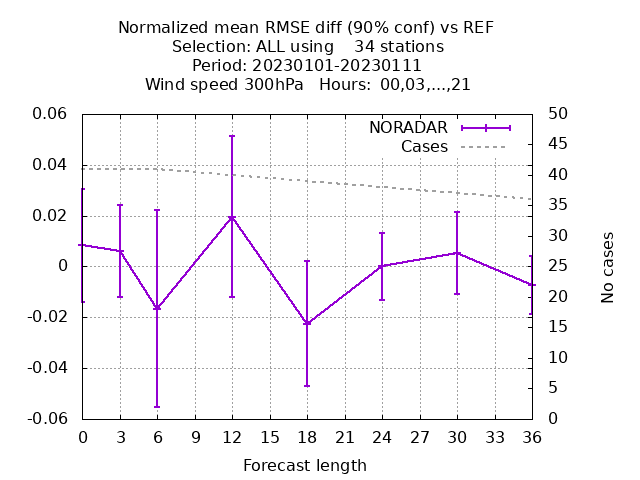 Normalized mean RMSE diff (90% conf) vs REF
Selection: ALL using    34 stations
Period: 20230101-20230111
Wind speed 300hPa   Hours:  00,03,...,21
NORADAR
Cases
0.06
0.04
0.02
0
-0.02
-0.04
-0.06
50
45
40
35
30
25
20
15
10
5
0
No cases
0 3 6 9 12 15 18 21 24 27 30 33 36
Forecast length